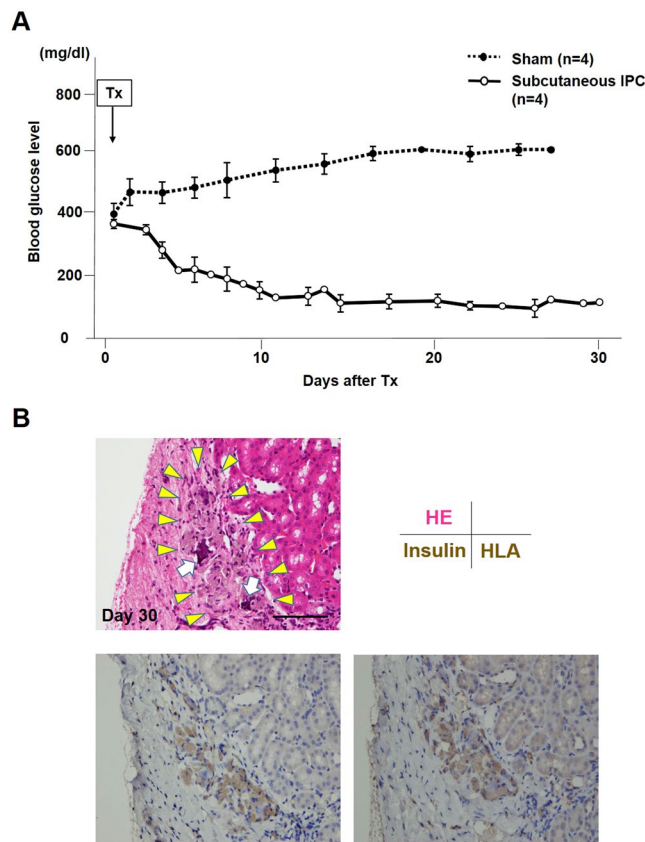 A
(mg/dl)
Sham (n=4)
Subcutaneous IPC
(n=4)
Tx
800
600
400
200
0
Blood glucose level
0 10 20 30
Days after Tx
B
Day 30
HE
Insulin HLA